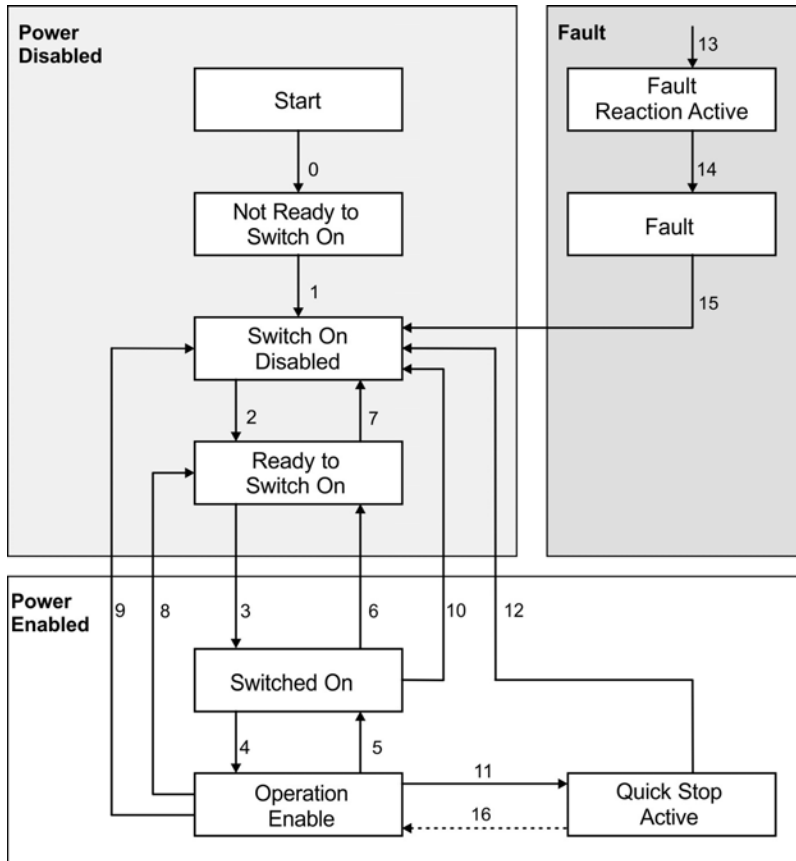 Power
Disabled
Start
0
Not Ready to
Switch On
1
Switch On
Disabled
2
7
Ready to
Switch On
Fault
13
Fault
Reaction Active
14
Fault
15
Power
Enabled
9
8
3
6
10
12
Switched On
4
5
Operation
Enable
11
16
Quick Stop
Active